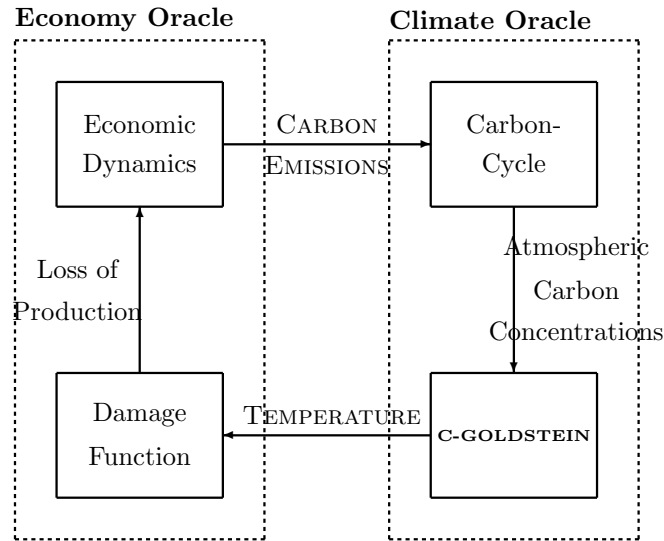 Economy Oracle
Climate Oracle
Economic
Dynamics
CARBON
EMISSIONS
Carbon-
Cycle
Loss of
Production
Atmospheric
Carbon
Concentrations
Damage
Function
TEMPERATURE
C-GOLDSTEIN